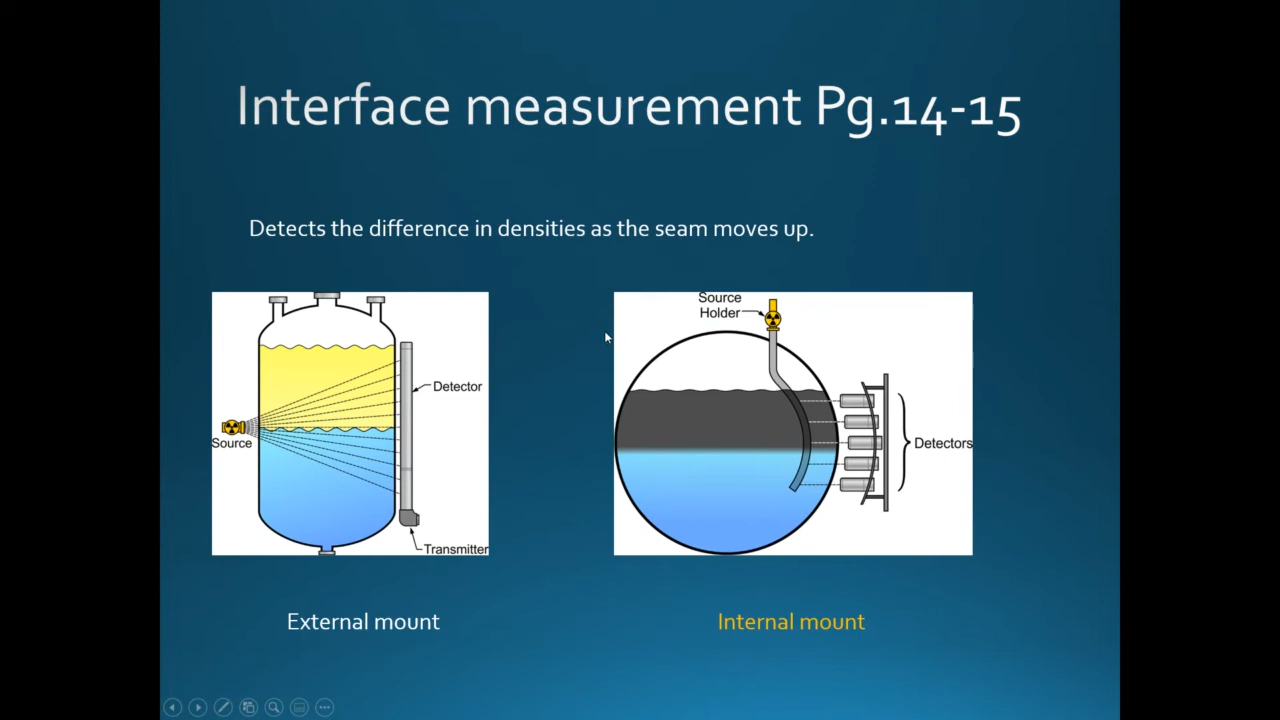 Interface measurement Pg.14-15
Detects the difference in densities as the seam moves up.
Source
Detector
Transmitter
Source
Holder
Detectors
External mount
Internal mount